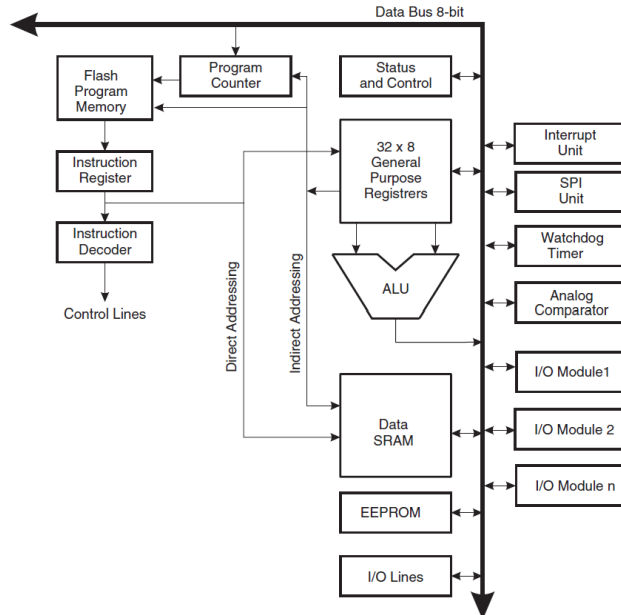 Data Bus 8-bit
Flash
Program
Memory
Program
Counter
Status
and Control
Instruction
Register
32 x 8
General
Purpose
Registrers
Instruction
Decoder
Control Lines
Direct Addressing
Indirect Addressing
ALU
Data
SRAM
EEPROM
I/O Lines
Interrupt
Unit
SPI
Unit
Watchdog
Timer
Analog
Comparator
I/O Module1
I/O Module 2
I/O Module n